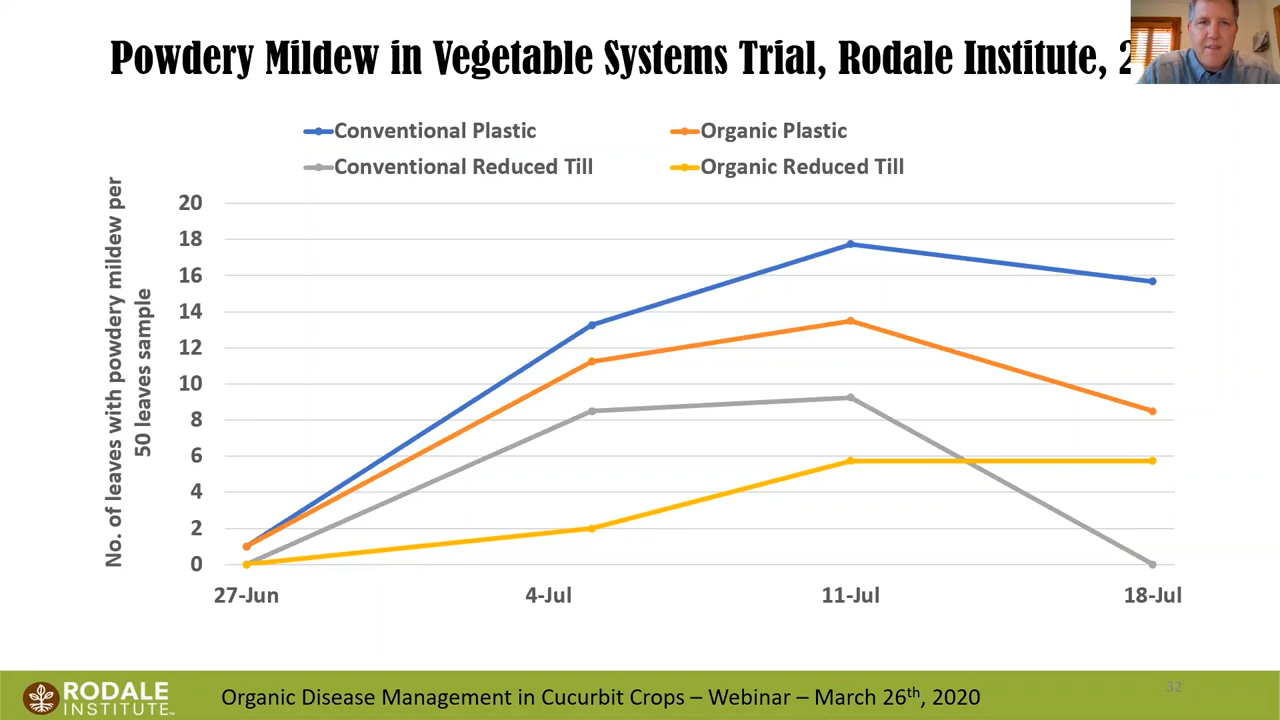 Powdery Mildew in Vegetable Systems Trial, Rodale Institute, 2
Conventional Plastic
Organic Plastic
Conventional Reduced Till
Organic Reduced Till
No. of leaves with powdery mildew per
50 leaves sample
20
18
16
14
12
10
8
6
4
2
0
27-Jun
4-Jul
11-Jul
18-Jul
RODALE
INSTITUTE™
Organic Disease Management in Cucurbit Crops – Webinar – March 26th, 2020
32